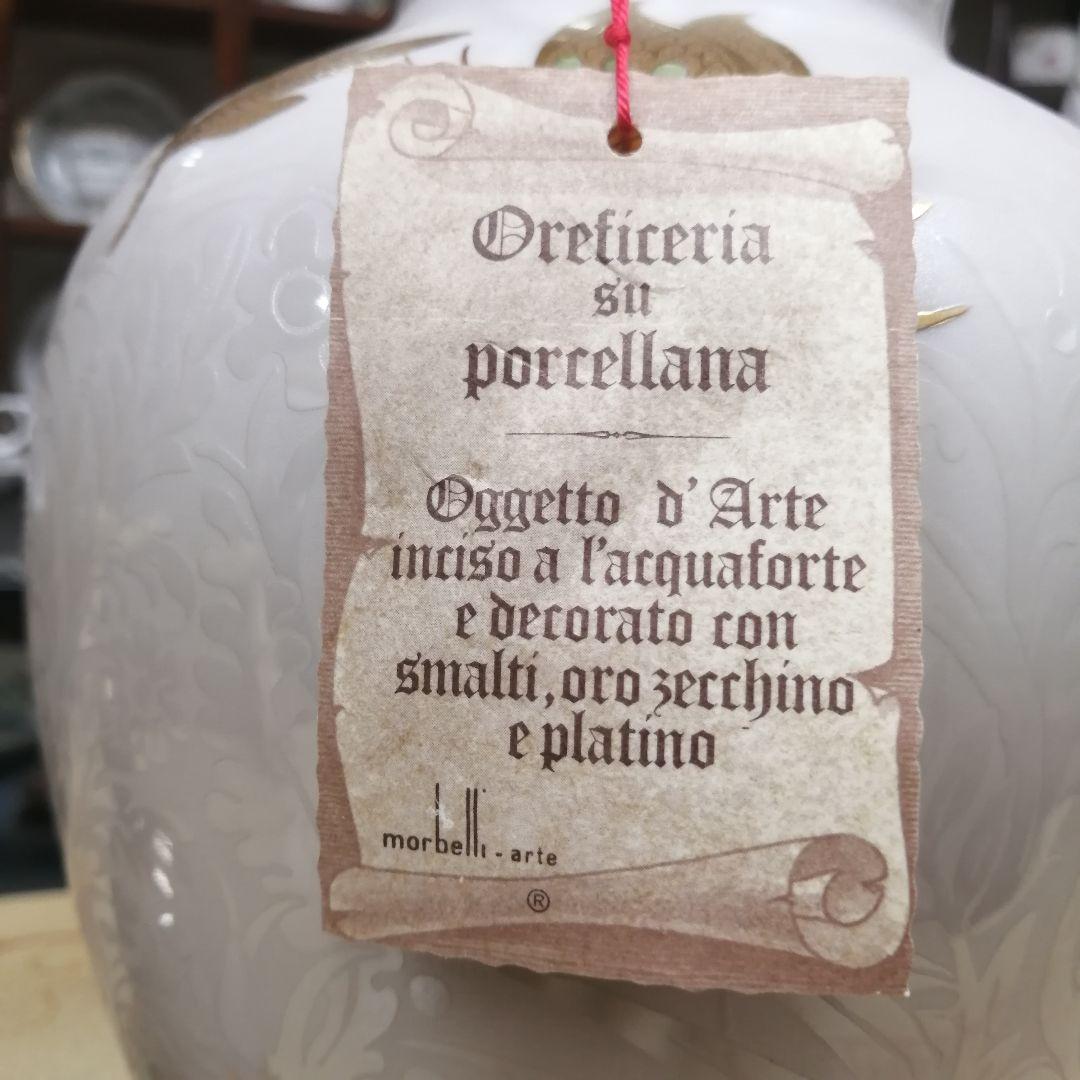 Oreficeria
su
porcellana
Oggetto d'Arte
inciso a l'acquaforte
e decorato con
smalti, oro zecchino
e platino
morbelli - arte
®